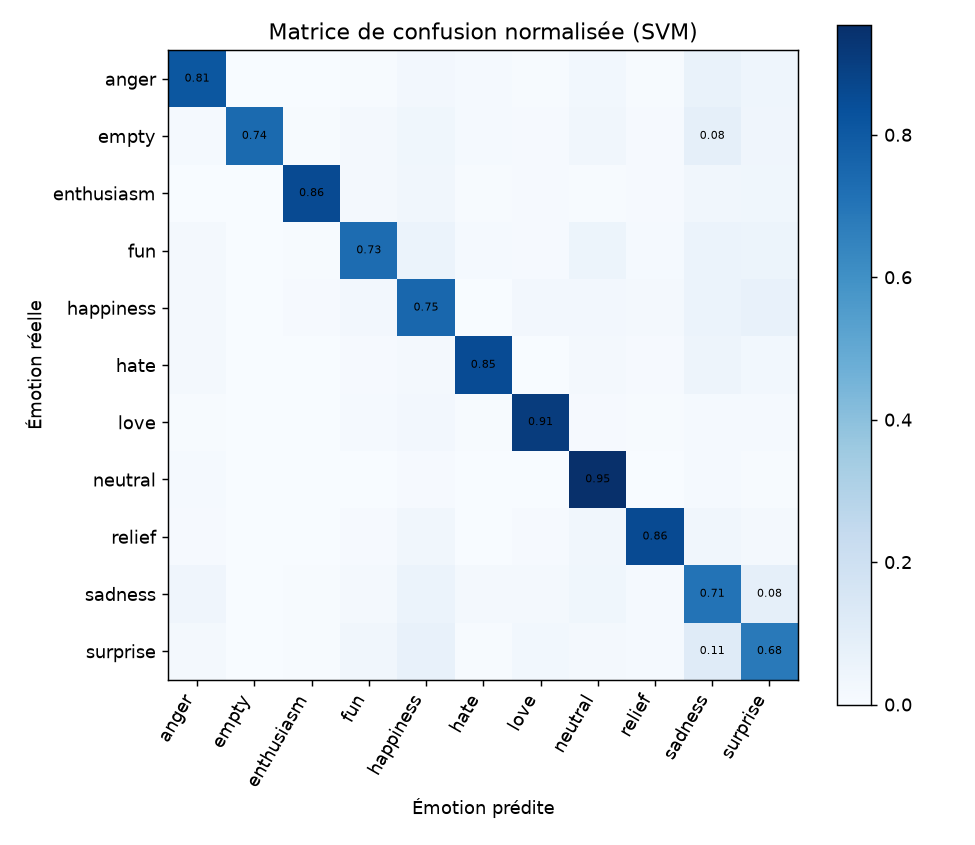 Matrice de confusion normalisée (SVM)
Émotion réelle
anger
empty
enthusiasm
fun
happiness
hate
love
neutral
relief
sadness
surprise
0.81
0.74 0.08
0.86
0.73
0.75
0.85
0.91
0.95
0.86
0.71 0.08
0.11 0.68
anger empty enthusiasm fun happiness hate love neutral relief sadness surprise
Émotion prédite
0.8
0.6
0.4
0.2
0.0